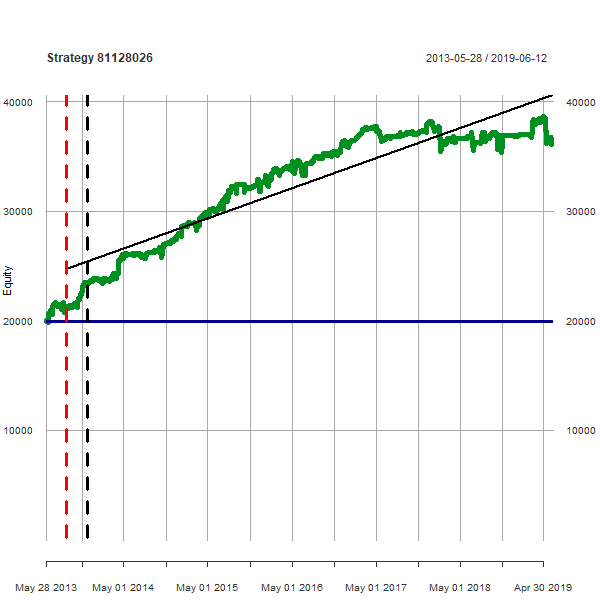 Strategy 81128026
2013-05-28 / 2019-06-12
40000
40000
30000
30000
Equity
20000
20000
10000
10000
May 28 2013
May 01 2014
May 01 2015
May 01 2016
May 01 2017
May 01 2018
Apr 30 2019